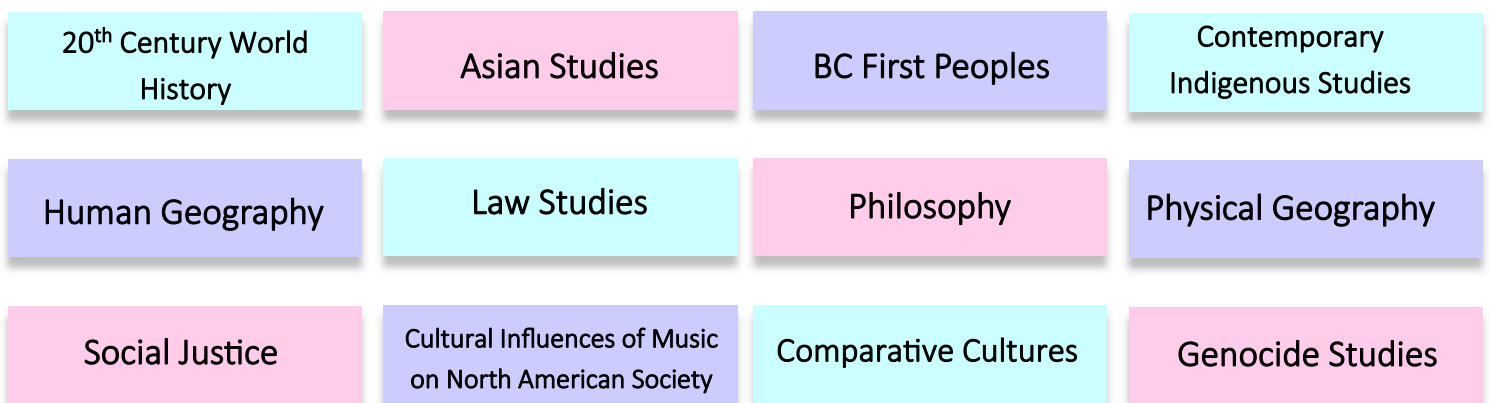 20th Century World
History
Asian Studies
BC First Peoples
Contemporary
Indigenous Studies
Human Geography
Law Studies
Philosophy
Physical Geography
Social Justice
Cultural Influences of Music
on North American Society
Comparative Cultures
Genocide Studies